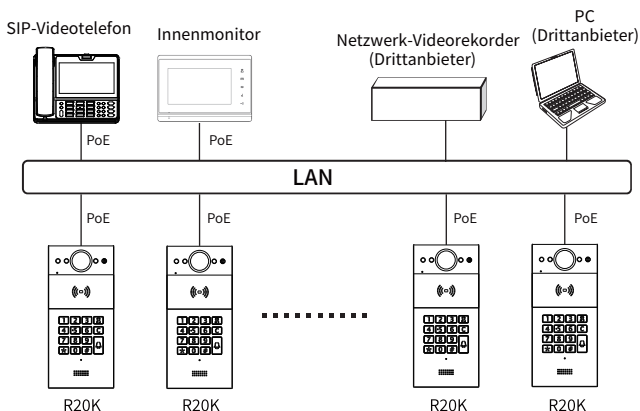 SIP-Videotelefon
Innenmonitor
Netzwerk-Videorekorder
(Drittanbieter)
PC
(Drittanbieter)
PoE
PoE
LAN
PoE
PoE
PoE
PoE
R20K
R20K
R20K
R20K